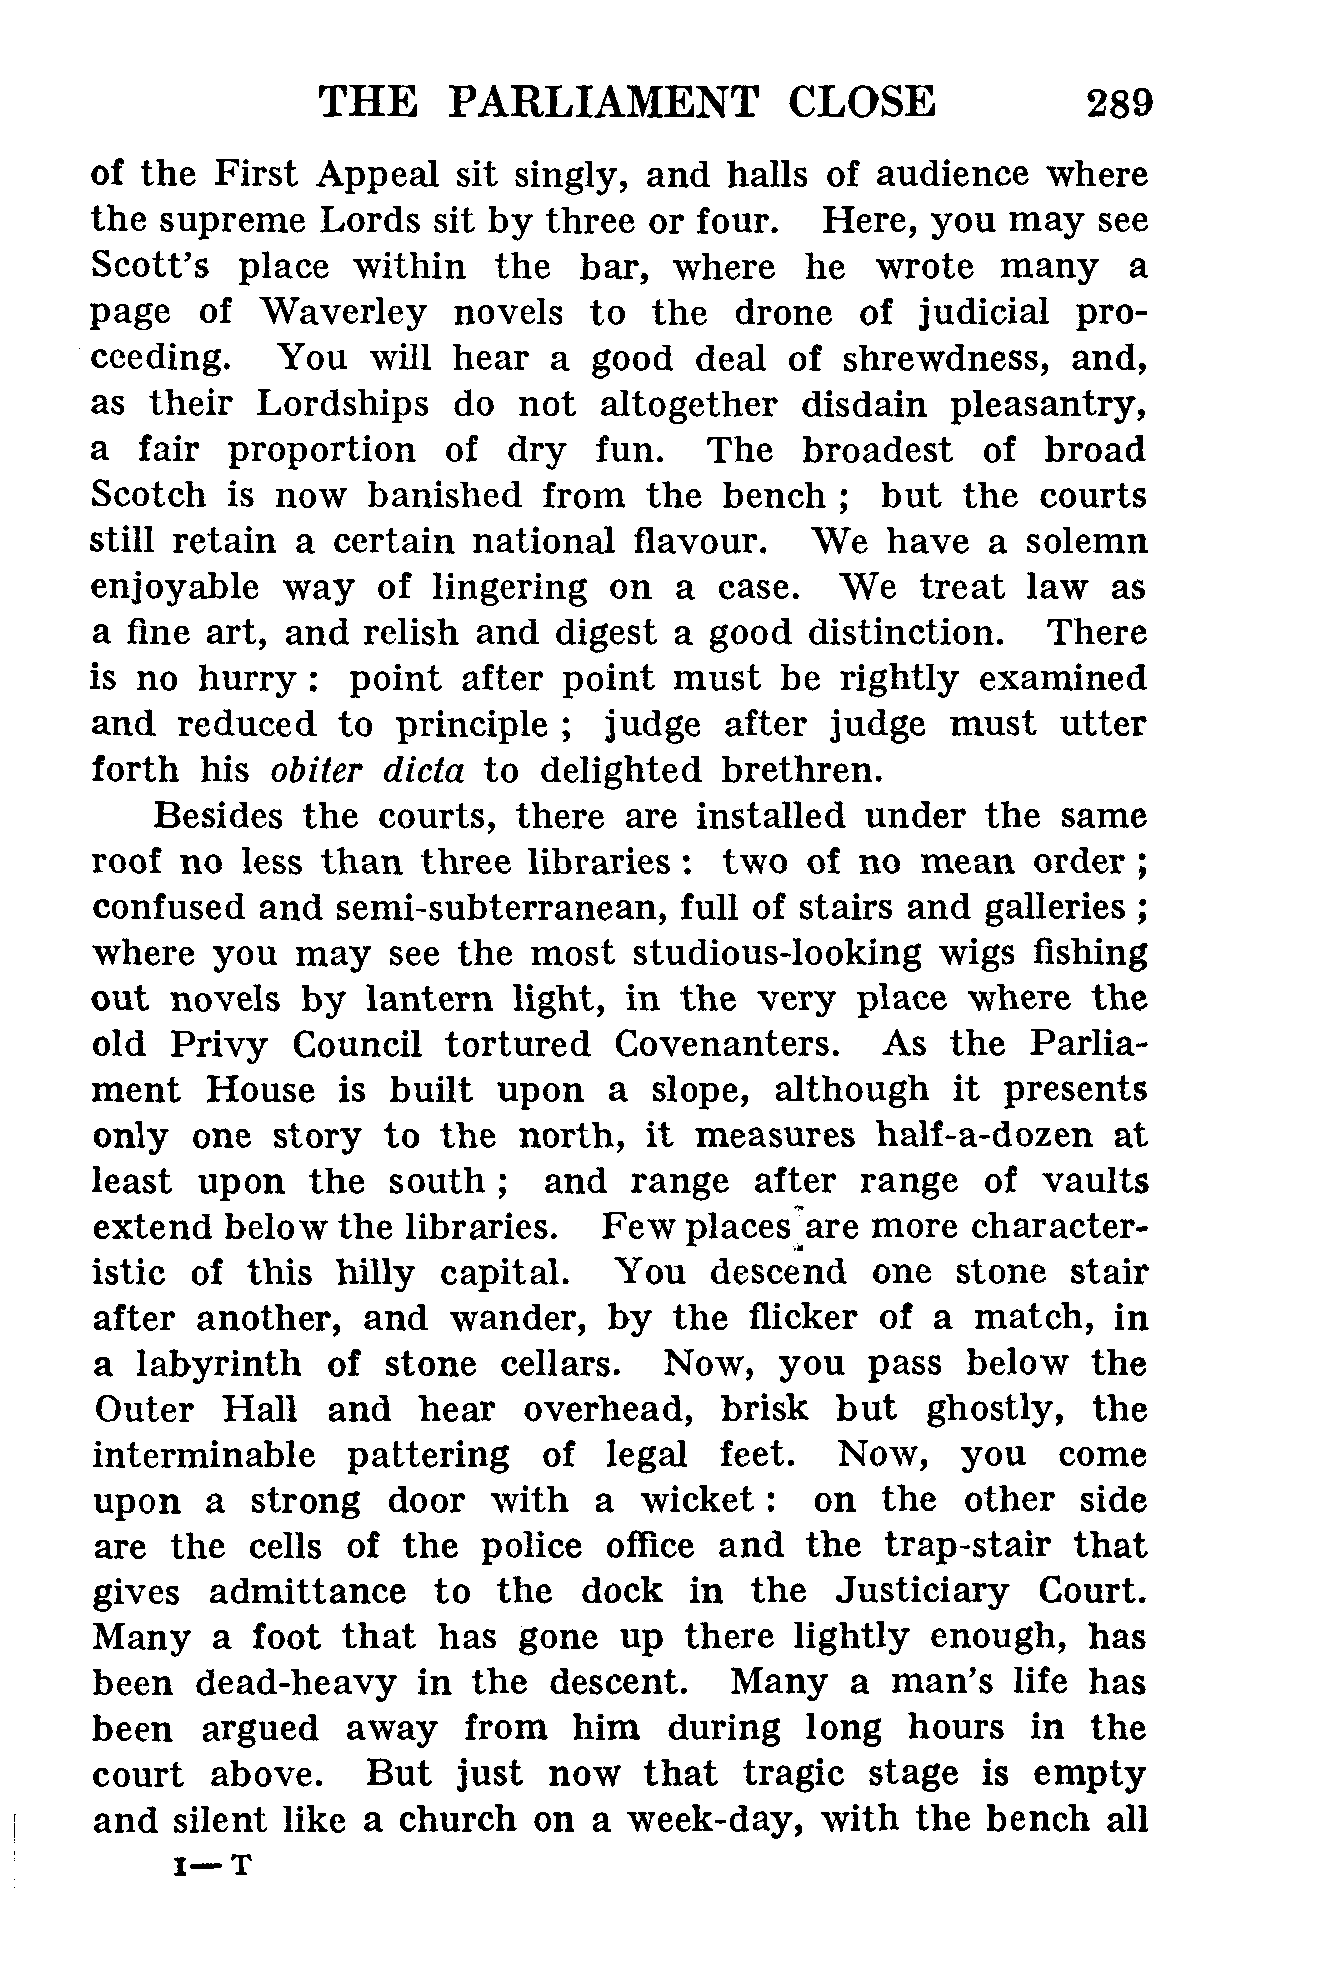 THE PARLIAMENT CLOSE 289
of the First Appeal sit singly, and halls of audience where
the supreme Lords sit by three or four. Here, you may see
Scott's place within the bar, where he wrote many a
page of Waverley novels to the drone of judicial pro-
ceeding. You will hear a good deal of shrewdness, and,
as their Lordships do not altogether disdain pleasantry,
a fair proportion of dry fun. The broadest of broad
Scotch is now banished from the bench ; but the courts
still retain a certain national flavour. We have a solemn
enjoyable way of lingering on a case. We treat law as
a fine art, and relish and digest a good distinction. There
is no hurry : point after point must be rightly examined
and reduced to principle ; judge after judge must utter
forth his obiter dicta to delighted brethren.
Besides the courts, there are installed under the same
roof no less than three libraries : two of no mean order ;
confused and semi-subterranean, full of stairs and galleries ;
where you may see the most studious-looking wigs fishing
out novels by lantern light, in the very place where the
old Privy Council tortured Covenanters. As the Parlia-
ment House is built upon a slope, although it presents
only one story to the north, it measures half-a-dozen at
least upon the south ; and range after range of vaults
extend below the libraries. Few places are more character-
istic of this hilly capital. You descend one stone stair
after another, and wander, by the flicker of a match, in
a labyrinth of stone cellars. Now, you pass below the
Outer Hall and hear overhead, brisk but ghostly, the
interminable pattering of legal feet. Now, you come
upon a strong door with a wicket : on the other side
are the cells of the police office and the trap-stair that
gives admittance to the dock in the Justiciary Court.
Many a foot that has gone up there lightly enough, has
been dead-heavy in the descent. Many a man's life has
been argued away from him during long hours in the
court above. But just now that tragic stage is empty
and silent like a church on a week-day, with the bench all
I—T